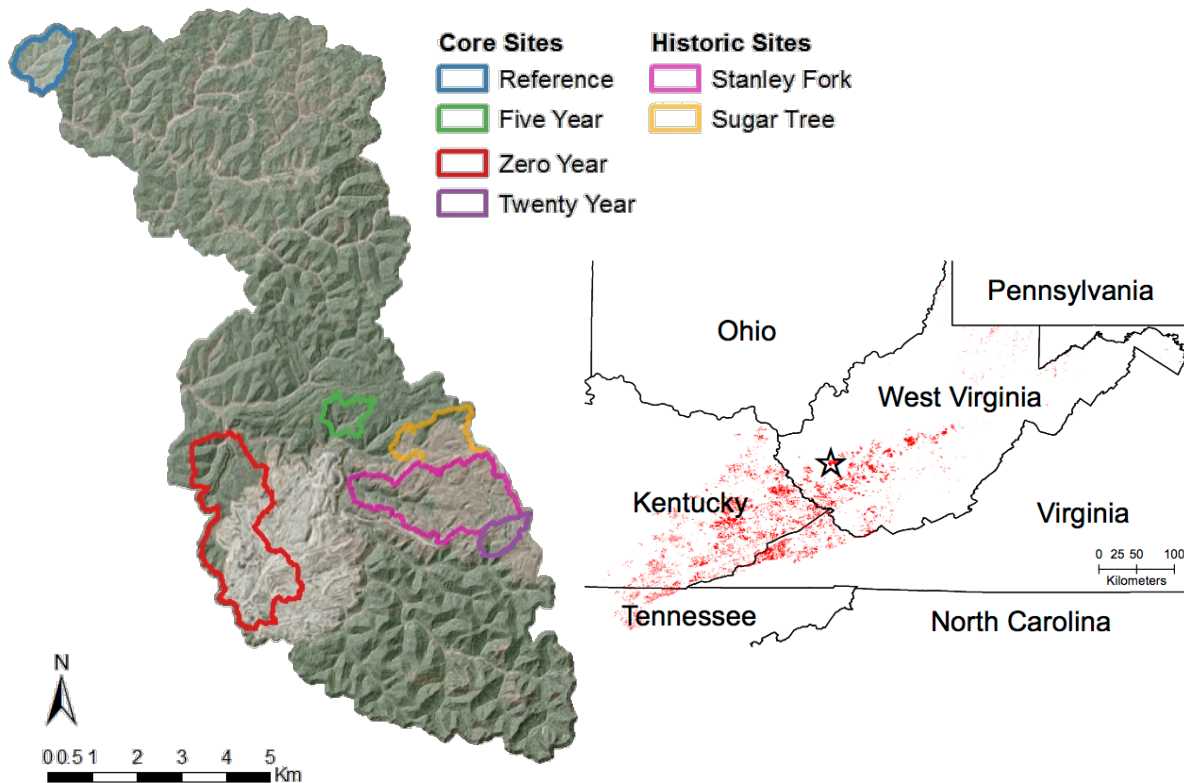 Core Sites
Reference
Five Year
Zero Year
Twenty Year
Historic Sites
Stanley Fork
Sugar Tree
Pennsylvania
Ohio
West Virginia
Kentucky
Virginia
0 25 50 100
Kilometers
Tennessee
North Carolina
N
0 0.5 1 2 3 4 5
Km